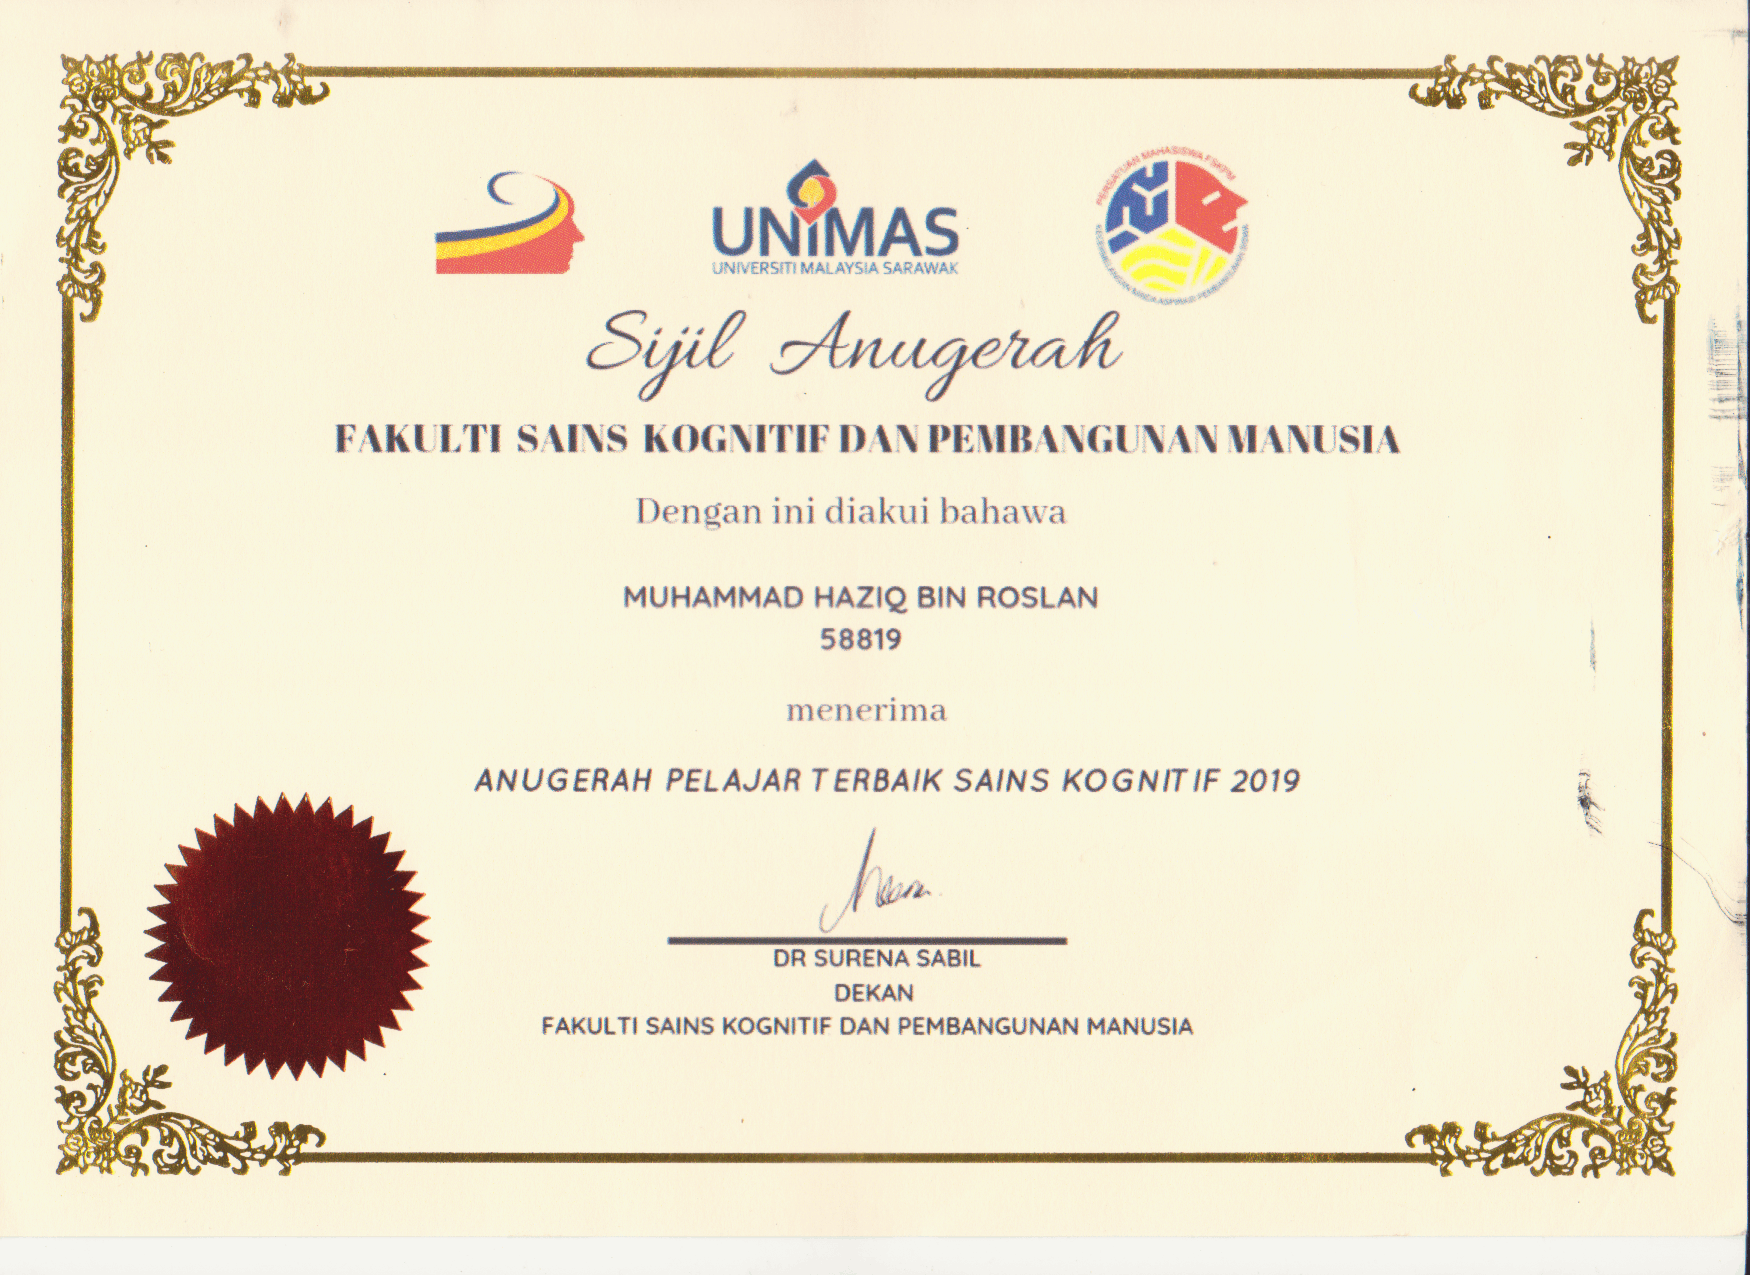 UNIMAS
UNIVERSITI MALAYSIA SARAWAK
PERSATUAN MAHASISWA FSKPM
Sijil Anugerah
FAKULTI SAINS KOGNITIF DAN PEMBANGUNAN MANUSIA
Dengan ini diakui bahawa
MUHAMMAD HAZIQ BIN ROSLAN
58819
menerima
ANUGERAH PELAJAR TERBAIK SAINS KOGNITIF 2019
DR SURENA SABIL
DEKAN
FAKULTI SAINS KOGNITIF DAN PEMBANGUNAN MANUSIA